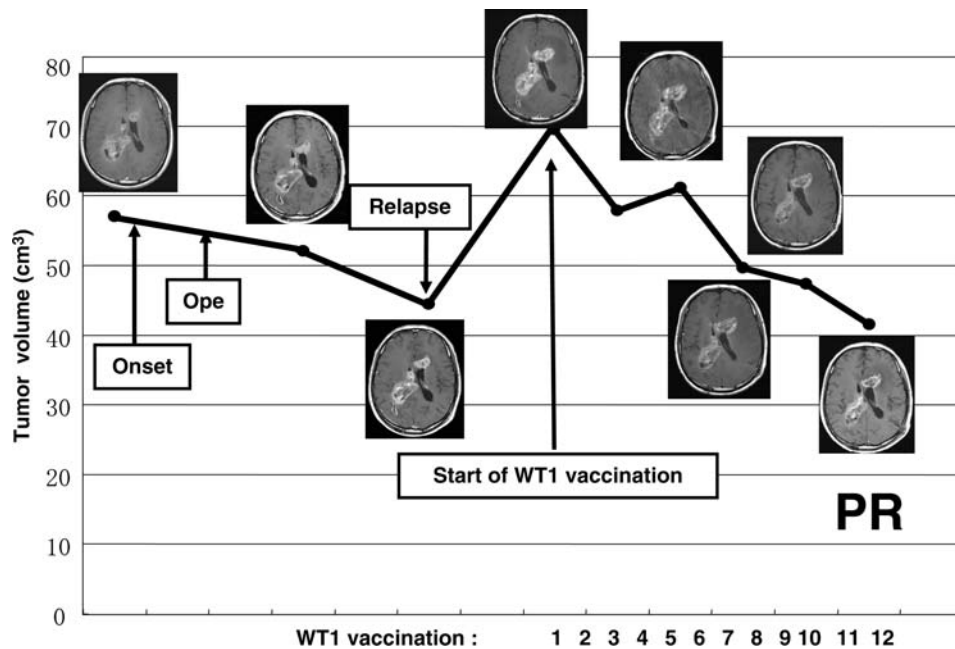 80
70
60
50
40
30
20
10
0
Tumor volume (cm³)
Onset
Ope
Relapse
Start of WT1 vaccination
PR
WT1 vaccination : 1 2 3 4 5 6 7 8 9 10 11 12